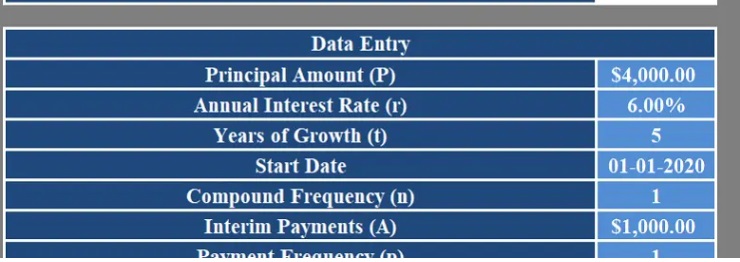 Data Entry
Principal Amount (P) $4,000.00
Annual Interest Rate (r) 6.00%
Years of Growth (t) 5
Start Date 01-01-2020
Compound Frequency (n) 1
Interim Payments (A) $1,000.00
Payment Frequency (p) 1